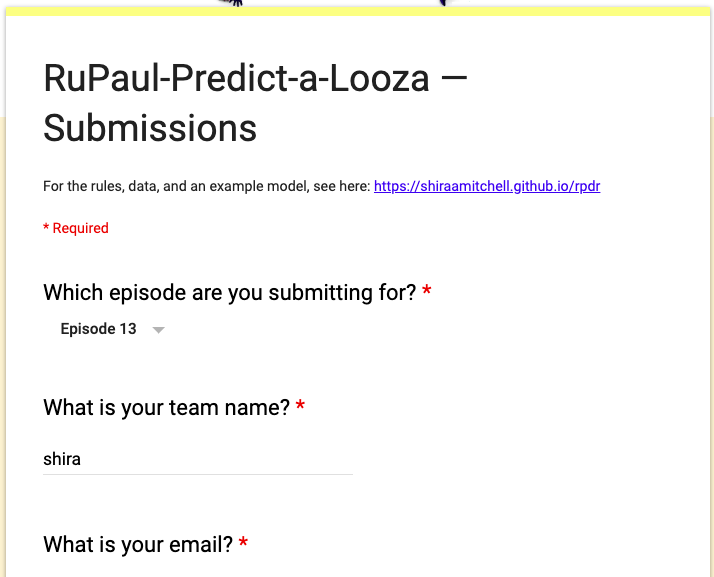 RuPaul-Predict-a-Looza —
Submissions
For the rules, data, and an example model, see here: https://shiraamitchell.github.io/rpdr
* Required
Which episode are you submitting for? *
Episode 13
What is your team name? *
shira
What is your email? *